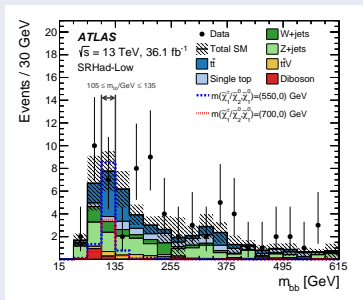 ATLAS
√s = 13 TeV, 36.1 fb⁻¹
SRHad-Low
105 ≤ m_bb/GeV ≤ 135
Data
Total SM
tt̄
Single top
W+jets
Z+jets
tt̄V
Diboson
m(χ̃₁±/χ̃₂⁰,χ̃₁⁰)=(550,0) GeV
m(χ̃₁±/χ̃₂⁰,χ̃₁⁰)=(700,0) GeV
Events / 30 GeV
20
18
16
14
12
10
8
6
4
2
0
15 135 255 375 495 615
m_bb [GeV]